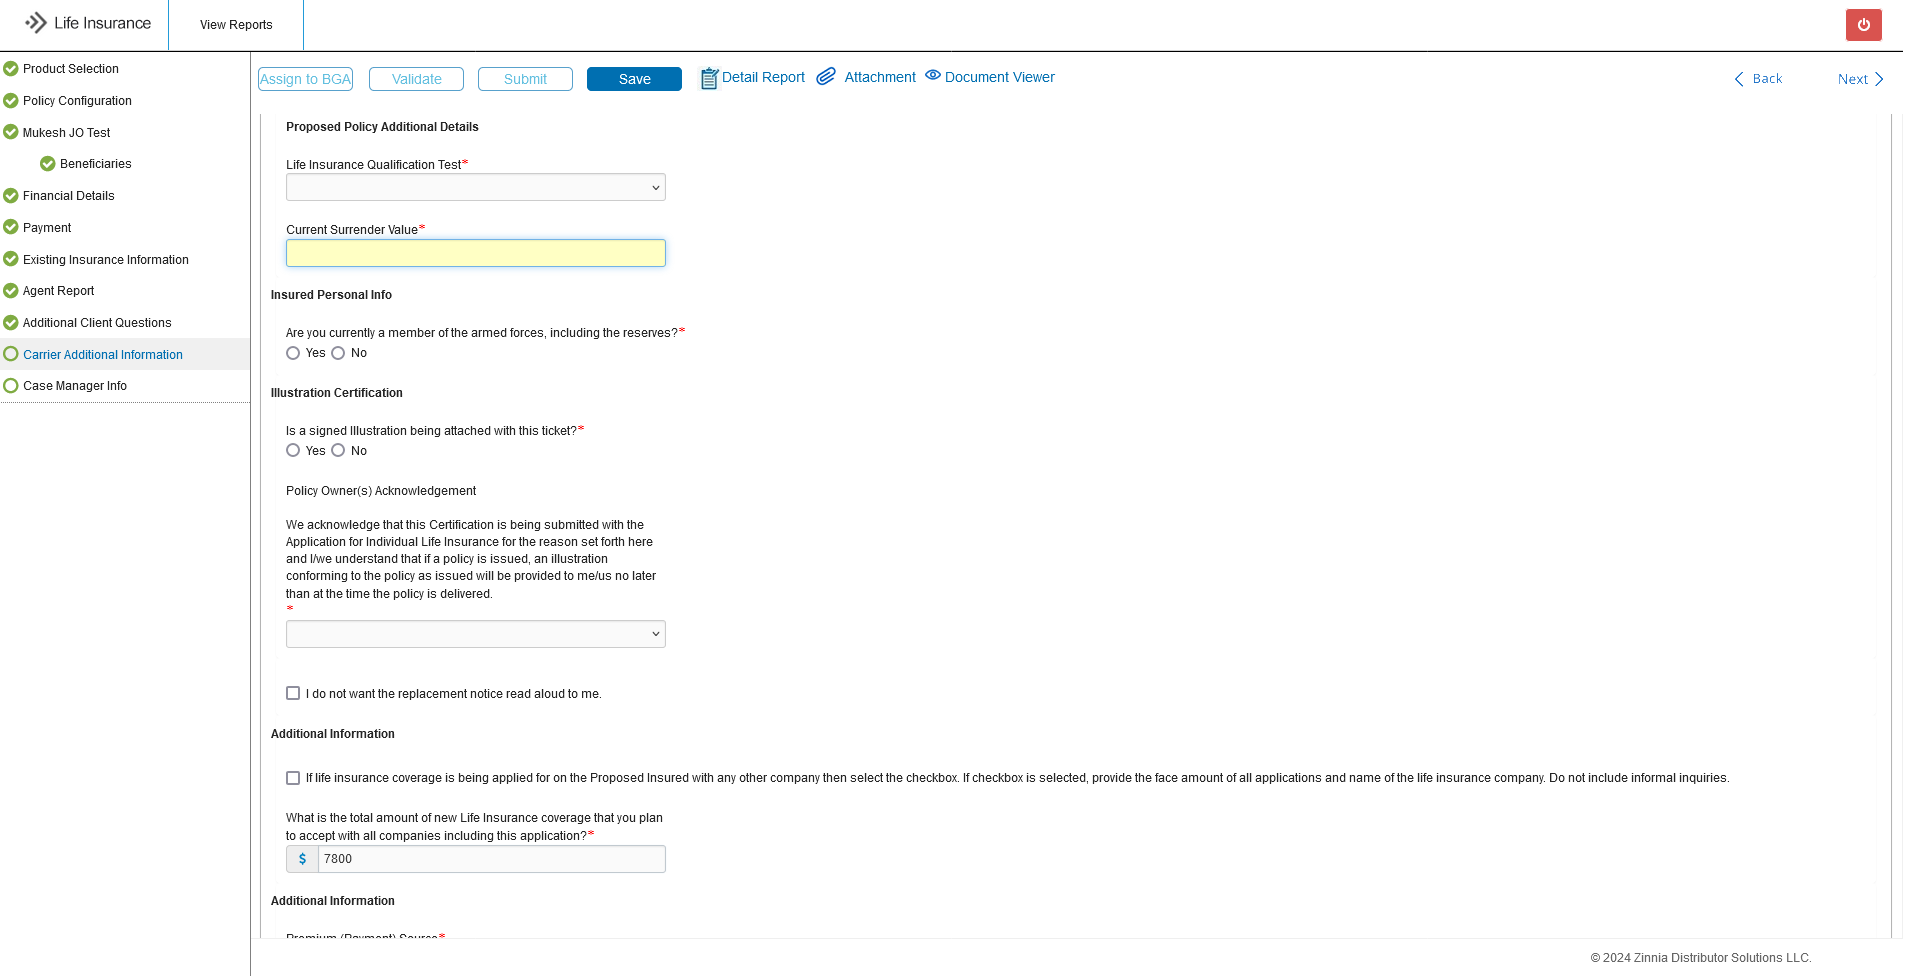 Life Insurance
View Reports
Product Selection
Policy Configuration
Mukesh JO Test
Beneficiaries
Financial Details
Payment
Existing Insurance Information
Agent Report
Additional Client Questions
Carrier Additional Information
Case Manager Info
Assign to BGA
Validate
Submit
Save
Detail Report
Attachment
Document Viewer
Back
Next
Proposed Policy Additional Details
Life Insurance Qualification Test*
Current Surrender Value*
Insured Personal Info
Are you currently a member of the armed forces, including the reserves?*
Yes No
Illustration Certification
Is a signed Illustration being attached with this ticket?*
Yes No
Policy Owner(s) Acknowledgement
We acknowledge that this Certification is being submitted with the
Application for Individual Life Insurance for the reason set forth here
and I/we understand that if a policy is issued, an illustration
conforming to the policy as issued will be provided to me/us no later
than at the time the policy is delivered.
*
I do not want the replacement notice read aloud to me.
Additional Information
If life insurance coverage is being applied for on the Proposed Insured with any other company then select the checkbox. If checkbox is selected, provide the face amount of all applications and name of the life insurance company. Do not include informal inquiries.
What is the total amount of new Life Insurance coverage that you plan
to accept with all companies including this application?*
$ 7800
Additional Information
Premium (Payment) Source*
© 2024 Zinnia Distributor Solutions LLC.